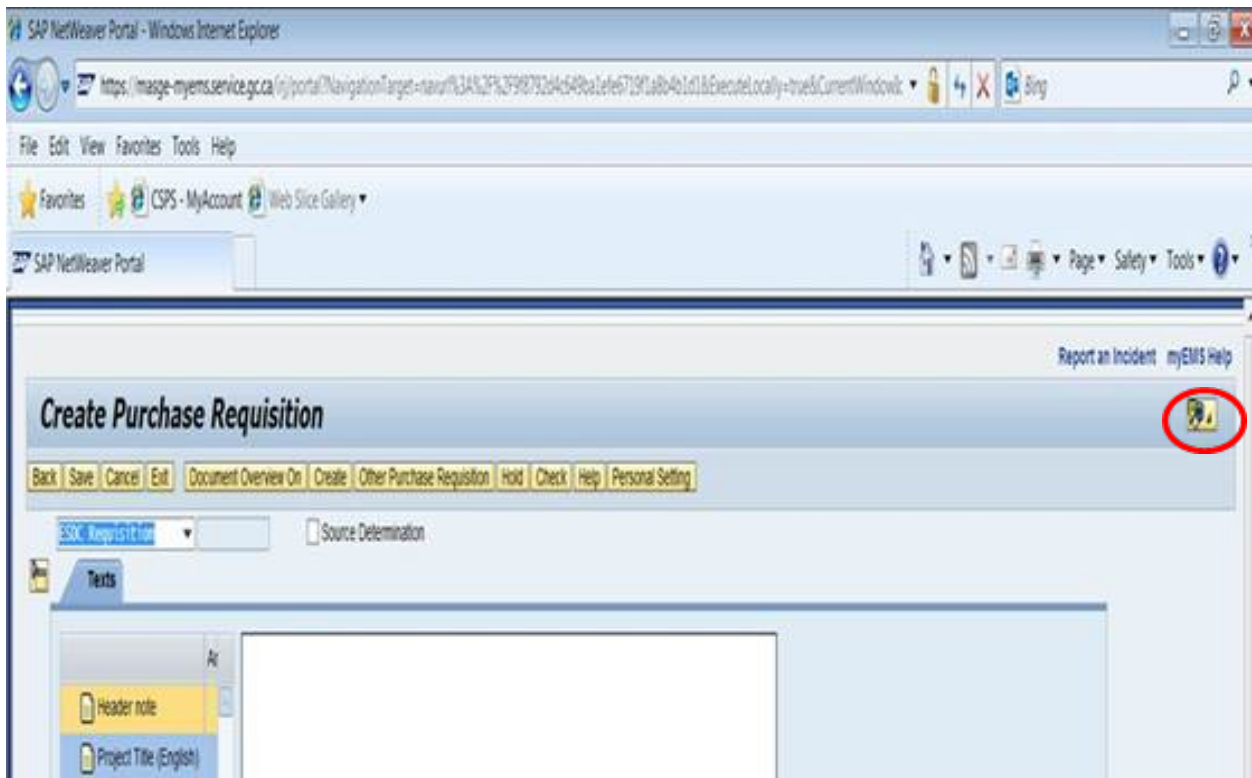 SAP NetWeaver Portal - Windows Internet Explorer
Bing
File Edit View Favorites Tools Help
Favorites CSPS - MyAccount Web Slice Gallery
SAP NetWeaver Portal Page Safety Tools
Report an Incident myEMS Help
Create Purchase Requisition
Back Save Cancel Exit Document Overview On Create Other Purchase Requisition Hold Check Help Personal Setting
ESDC Requisition Source Determination
Texts
Header note
Project Title (English)